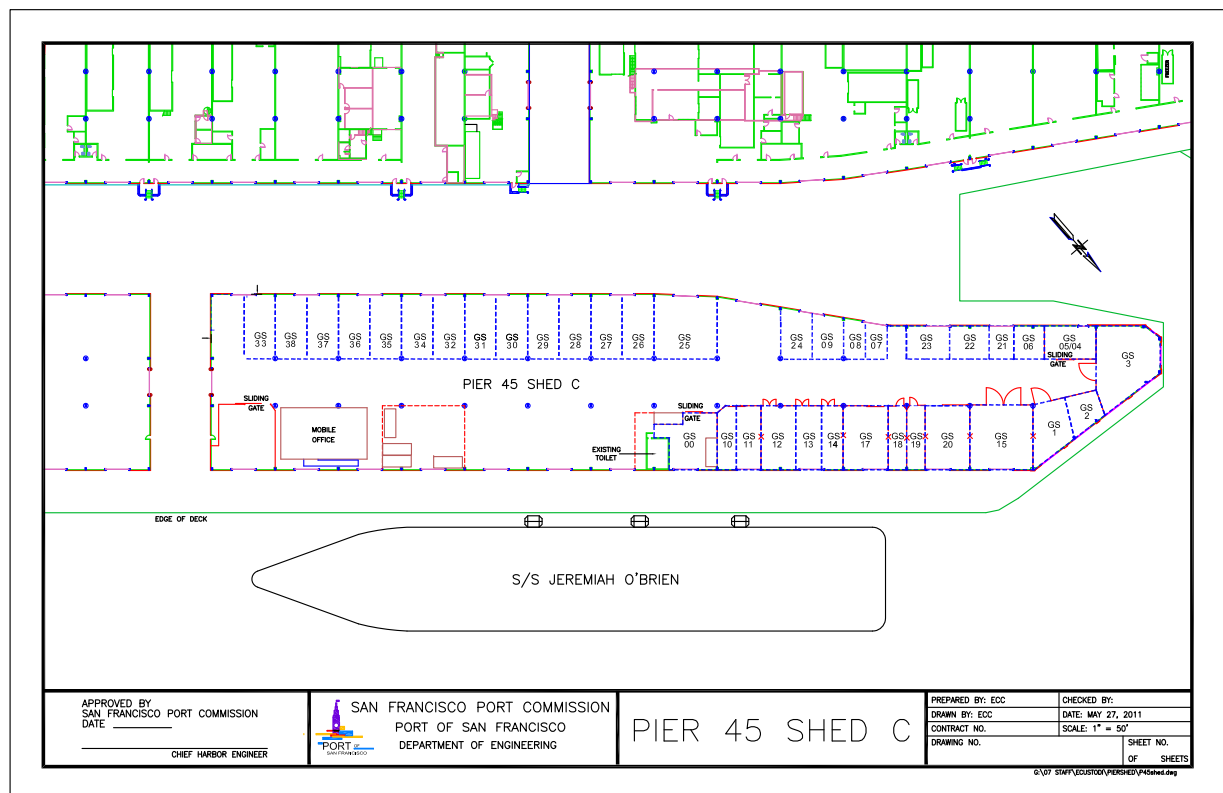 FREEZER
N
GS
33
GS
38
GS
37
GS
36
GS
35
GS
34
GS
32
GS
31
GS
30
GS
29
GS
28
GS
27
GS
26
GS
25
GS
24
GS
09
GS
08
GS
07
GS
23
GS
22
GS
21
GS
06
GS
05/04
SLIDING
GATE
GS
3
PIER 45 SHED C
SLIDING
GATE
MOBILE
OFFICE
SLIDING
GATE
EXISTING
TOILET
GS
00
GS
10
GS
11
GS
12
GS
13
GS
14
GS
17
GS
18
GS
19
GS
20
GS
15
GS
1
GS
2
EDGE OF DECK
S/S JEREMIAH O'BRIEN
APPROVED BY
SAN FRANCISCO PORT COMMISSION
DATE
CHIEF HARBOR ENGINEER
PORT OF
SAN FRANCISCO
SAN FRANCISCO PORT COMMISSION
PORT OF SAN FRANCISCO
DEPARTMENT OF ENGINEERING
PIER 45 SHED C
PREPARED BY: ECC
CHECKED BY:
DRAWN BY: ECC
DATE: MAY 27, 2011
CONTRACT NO.
SCALE: 1" = 50'
DRAWING NO.
SHEET NO.
OF SHEETS
G:\07 STAFF\ECUSTODI\PIERSHED\P45shed.dwg